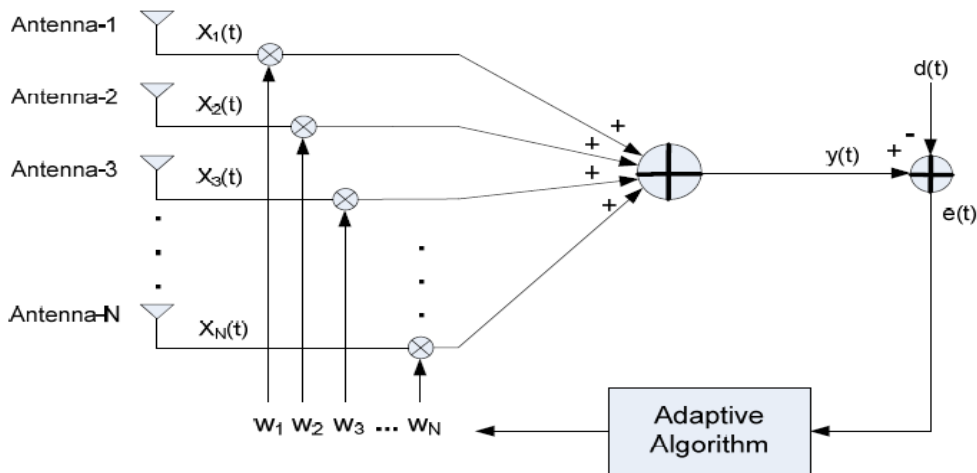 Antenna-1
X₁(t)
Antenna-2
X₂(t)
Antenna-3
X₃(t)
Antenna-N
X_N(t)
+
+
+
+
y(t)
+
-
d(t)
e(t)
w₁ w₂ w₃ ... w_N
Adaptive
Algorithm